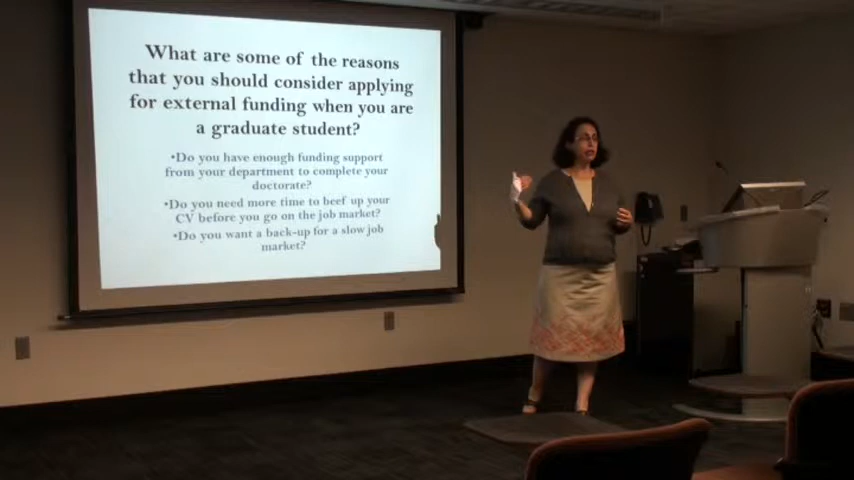 What are some of the reasons
that you should consider applying
for external funding when you are
a graduate student?
•Do you have enough funding support
from your department to complete your
doctorate?
•Do you need more time to beef up your
CV before you go on the job market?
•Do you want a back-up for a slow job
market?